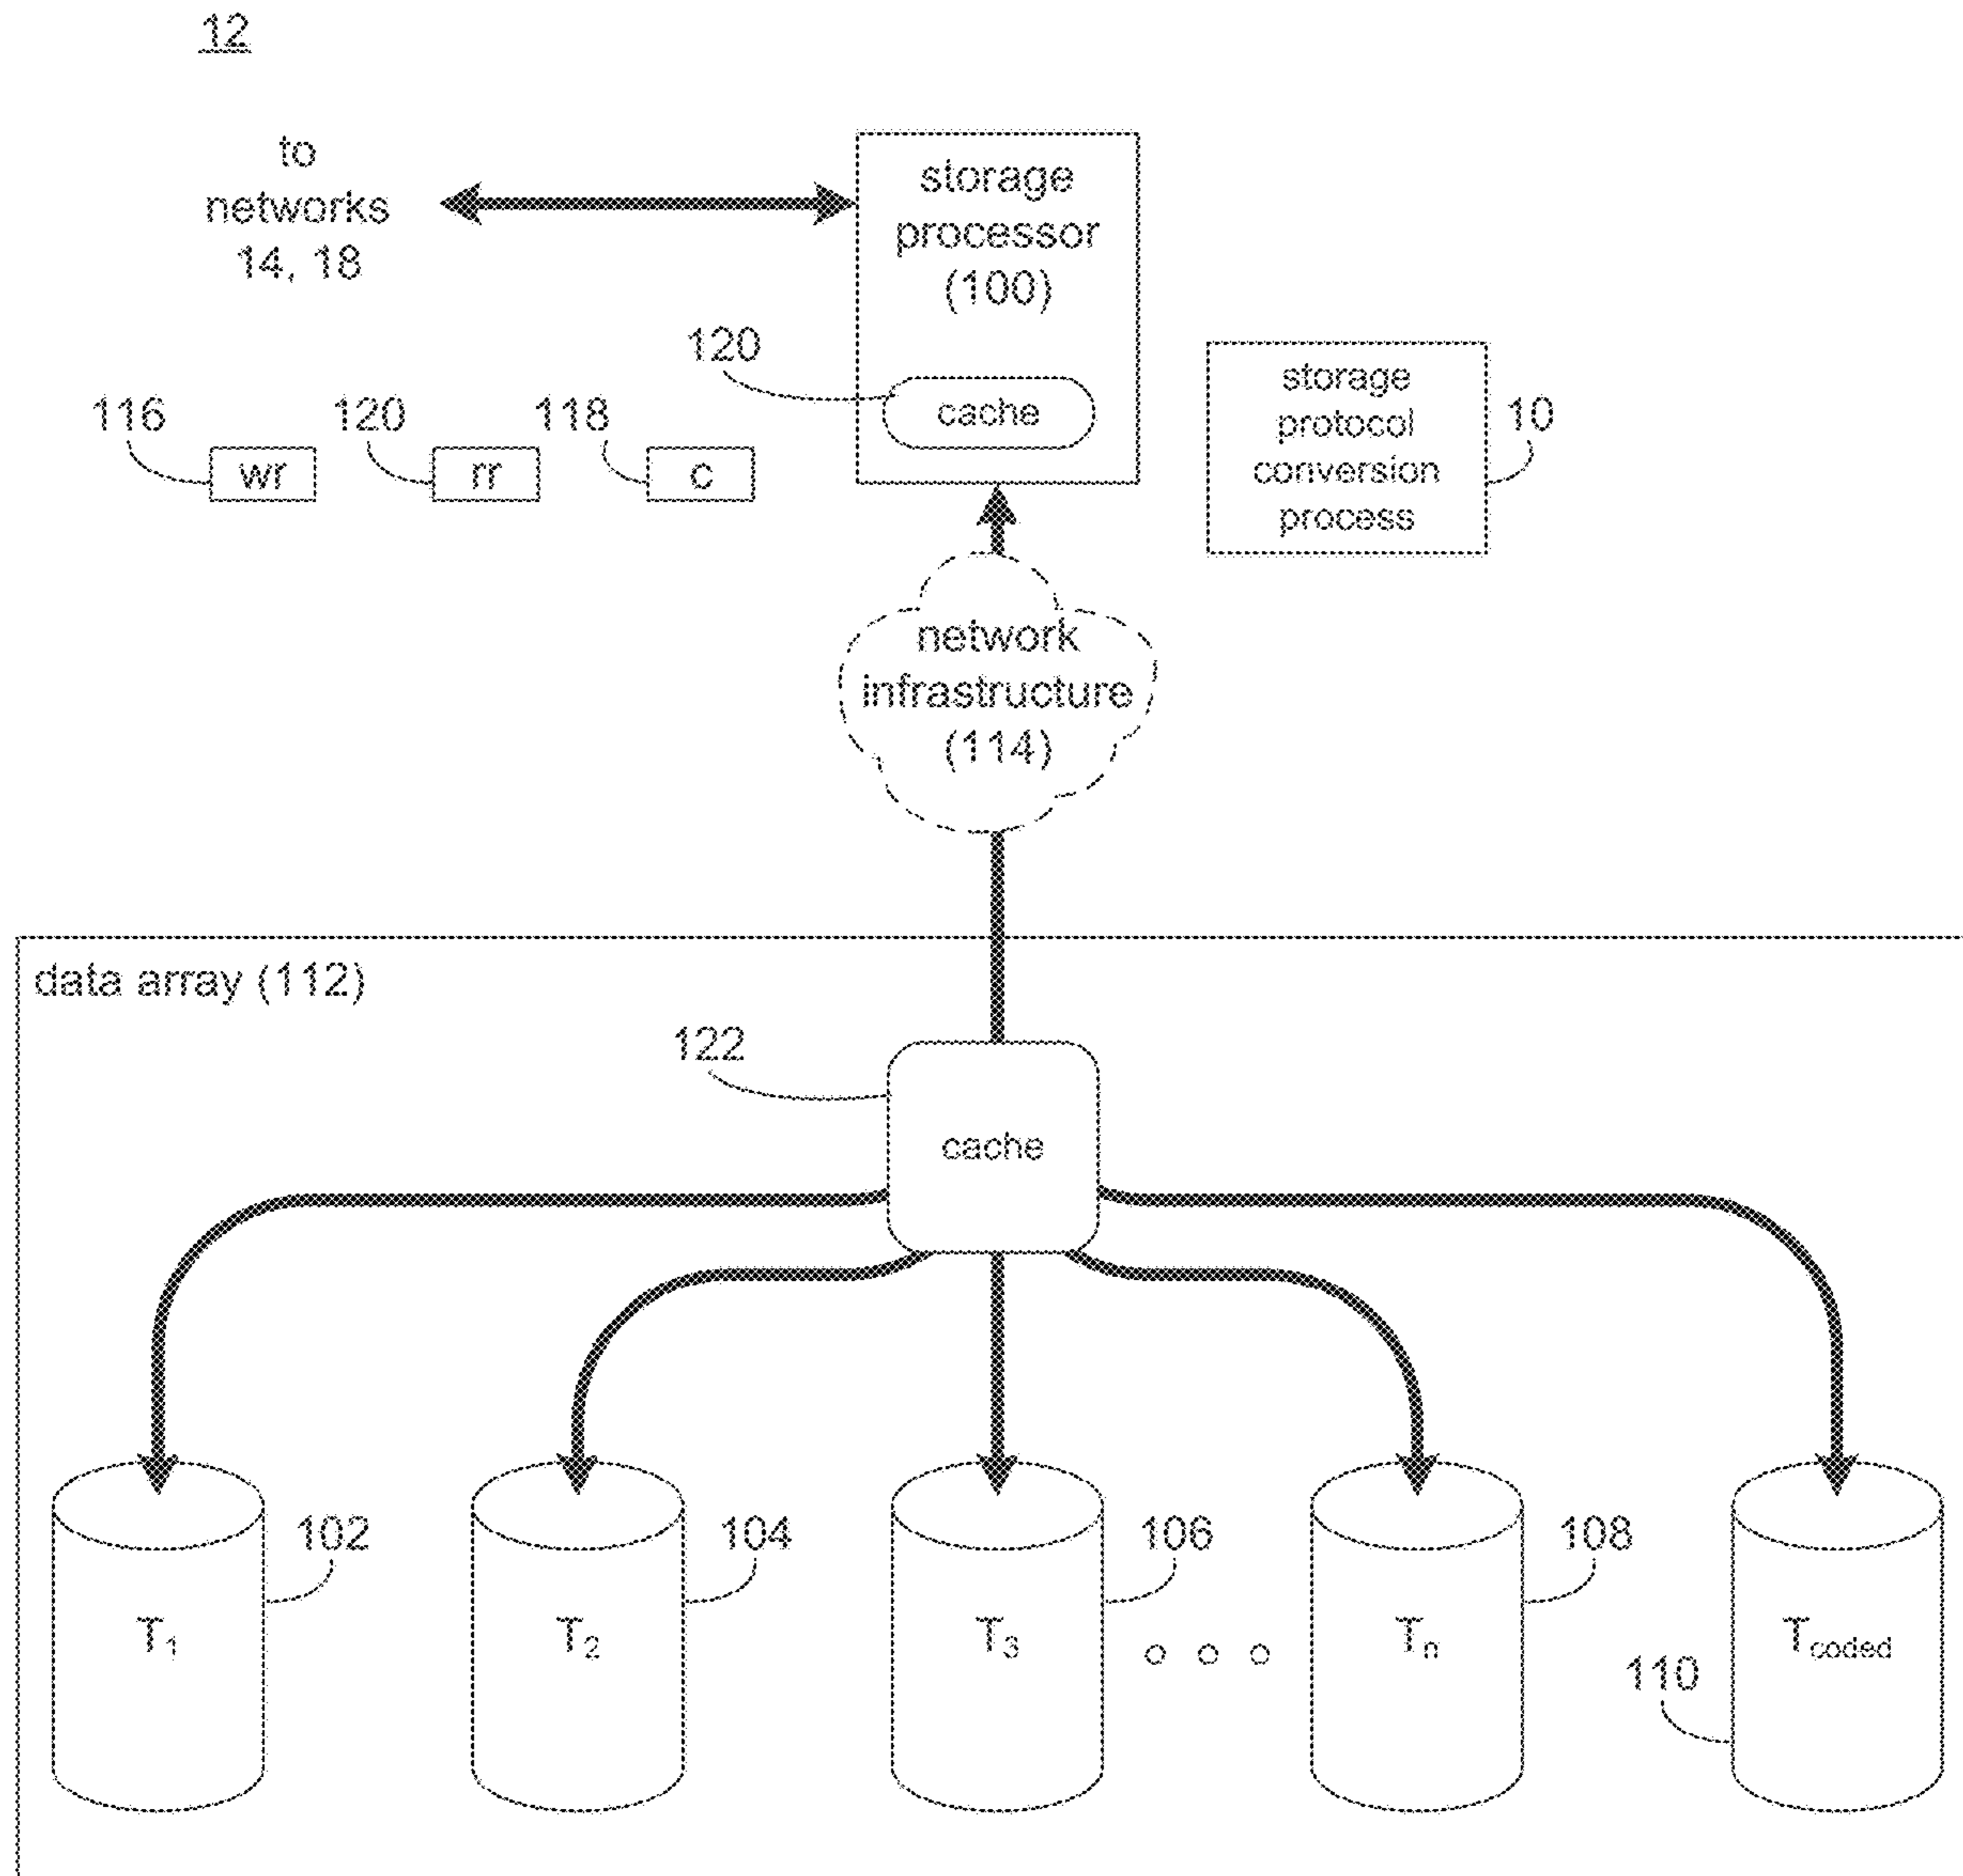 12
to
networks
14, 18
storage
processor
(100)
120
cache
116
wr
120
rr
118
c
storage
protocol
conversion
process
10
network
infrastructure
(114)
data array (112)
122
cache
102
104
106
108
T1
T2
T3
Tn
Tcoded
110